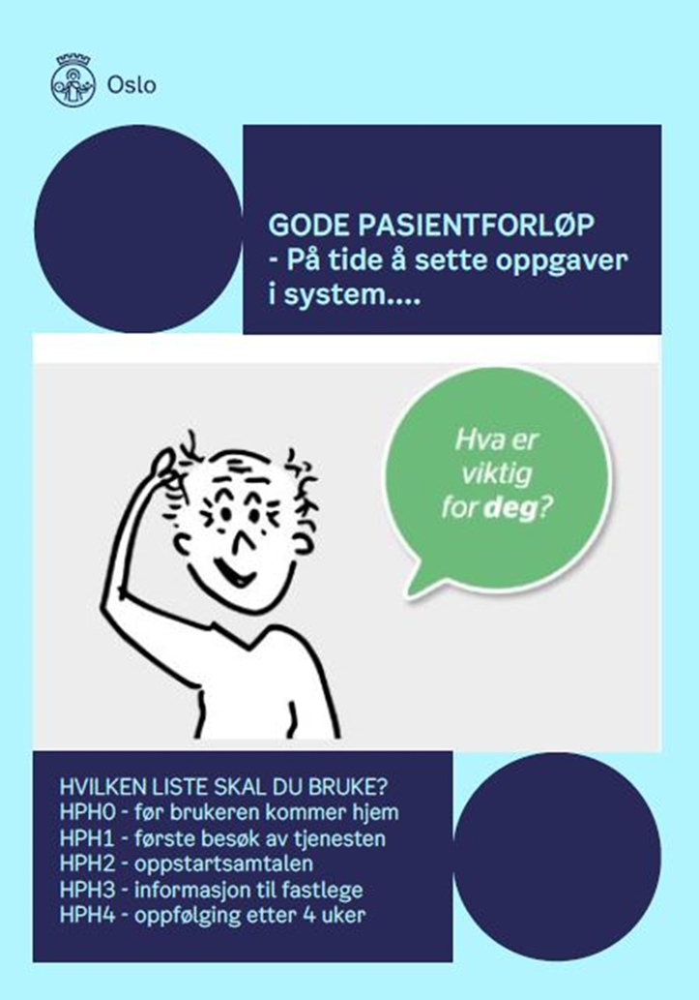 Oslo
GODE PASIENTFORLØP
- På tide å sette oppgaver
i system....
Hva er
viktig
for deg?
HVILKEN LISTE SKAL DU BRUKE?
HPH0 - før brukeren kommer hjem
HPH1 - første besøk av tjenesten
HPH2 - oppstartsamtalen
HPH3 - informasjon til fastlege
HPH4 - oppfølging etter 4 uker